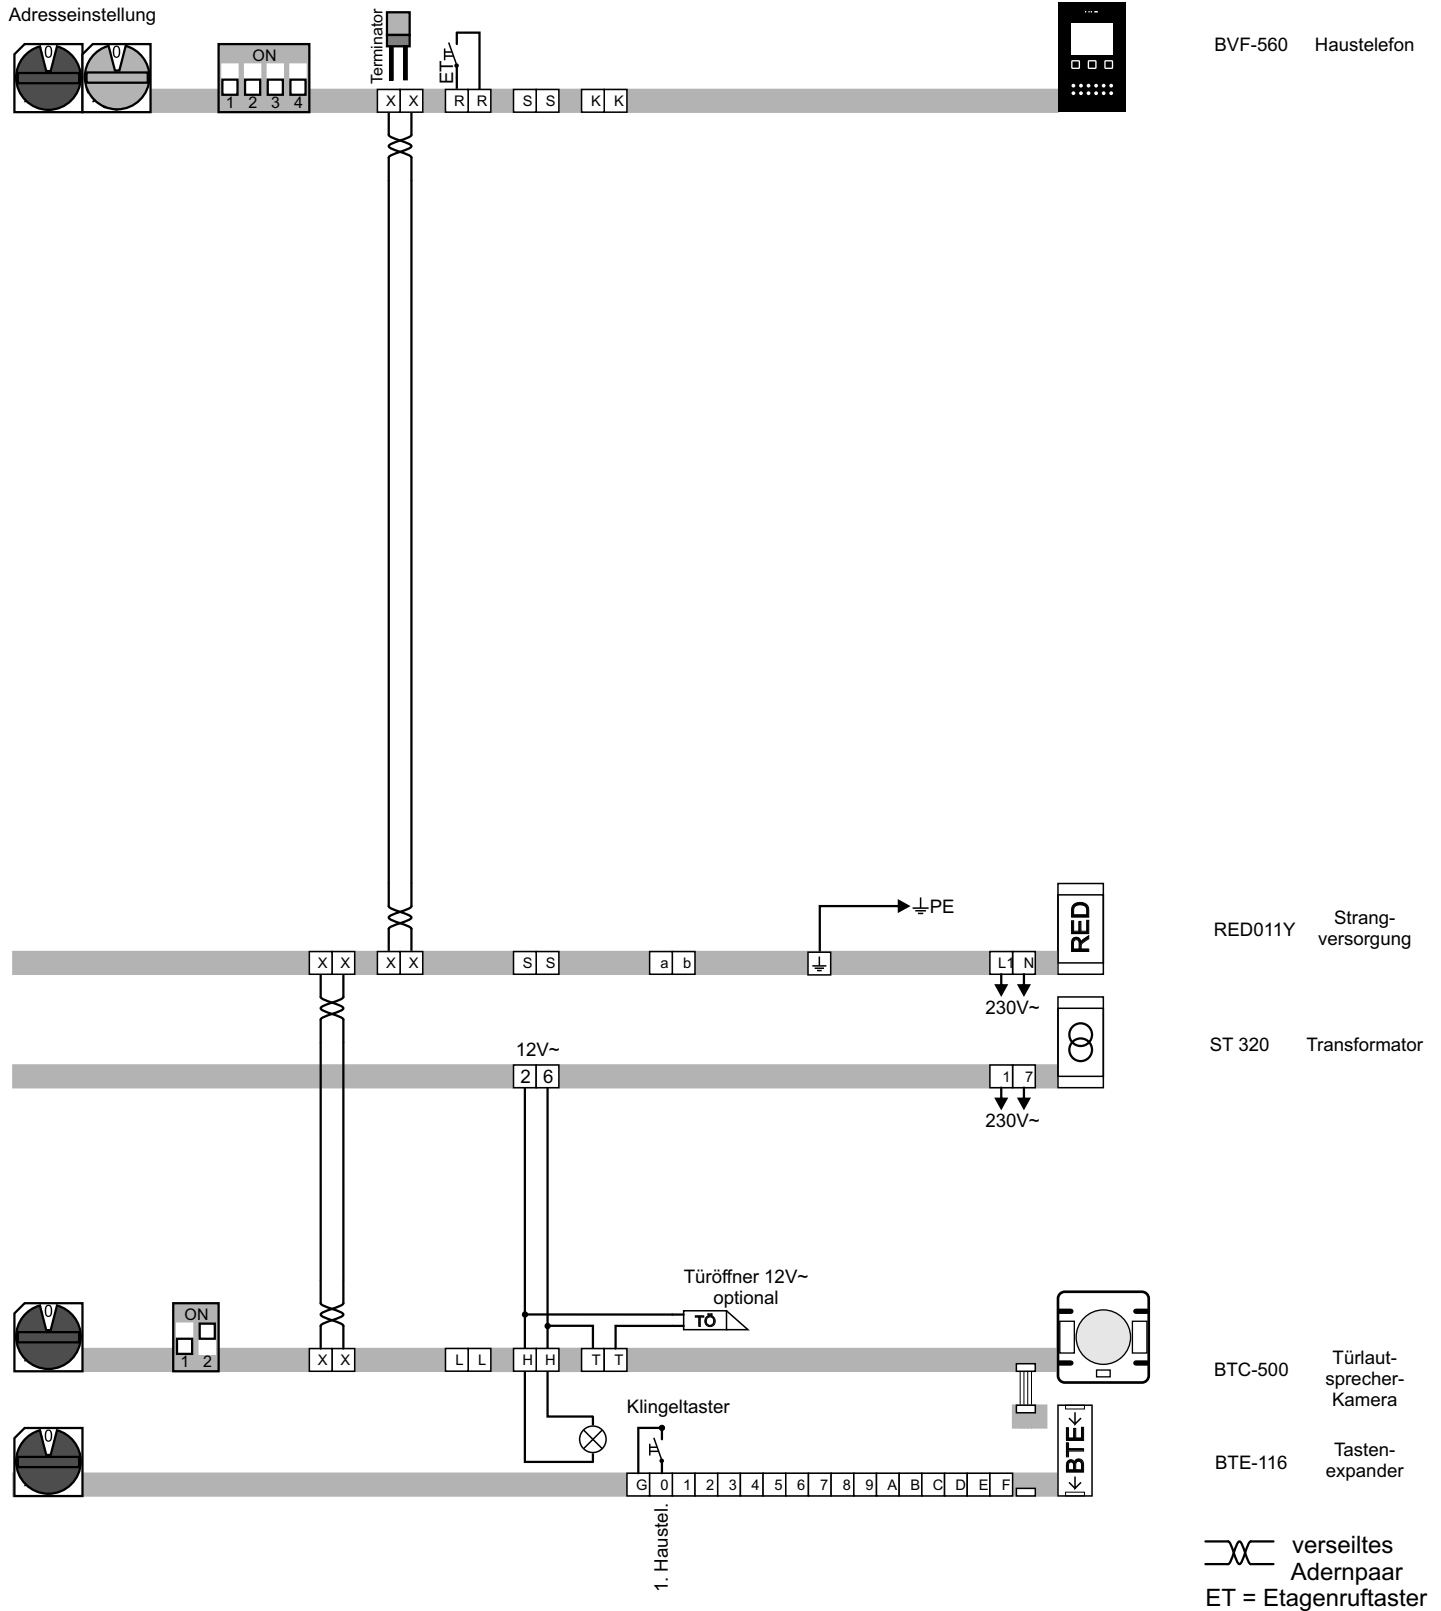 Adresseinstellung
0 0
ON
1 2 3 4
Terminator
ET
X X R R S S K K
BVF-560 Haustelefon
PE
X X X X S S a b L1 N
230V~
RED
RED011Y Strang-
versorgung
12V~
2 6 1 7
230V~
ST 320 Transformator
Türöffner 12V~
optional
TÖ
0
ON
1 2
X X L L H H T T
BTC-500 Türlaut-
sprecher-
Kamera
Klingeltaster
0
G 0 1 2 3 4 5 6 7 8 9 A B C D E F
1. Haustel.
BTE
BTE-116 Tasten-
expander
verseiltes
Adernpaar
ET = Etagenruftaster